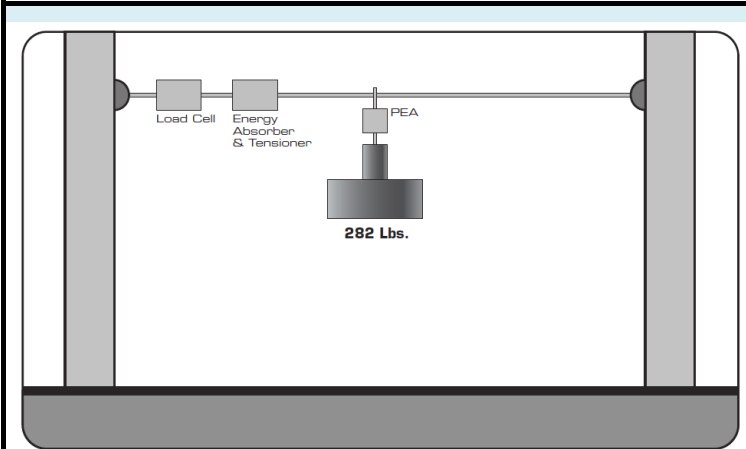 Load Cell
Energy
Absorber
& Tensioner
PEA
282 Lbs.